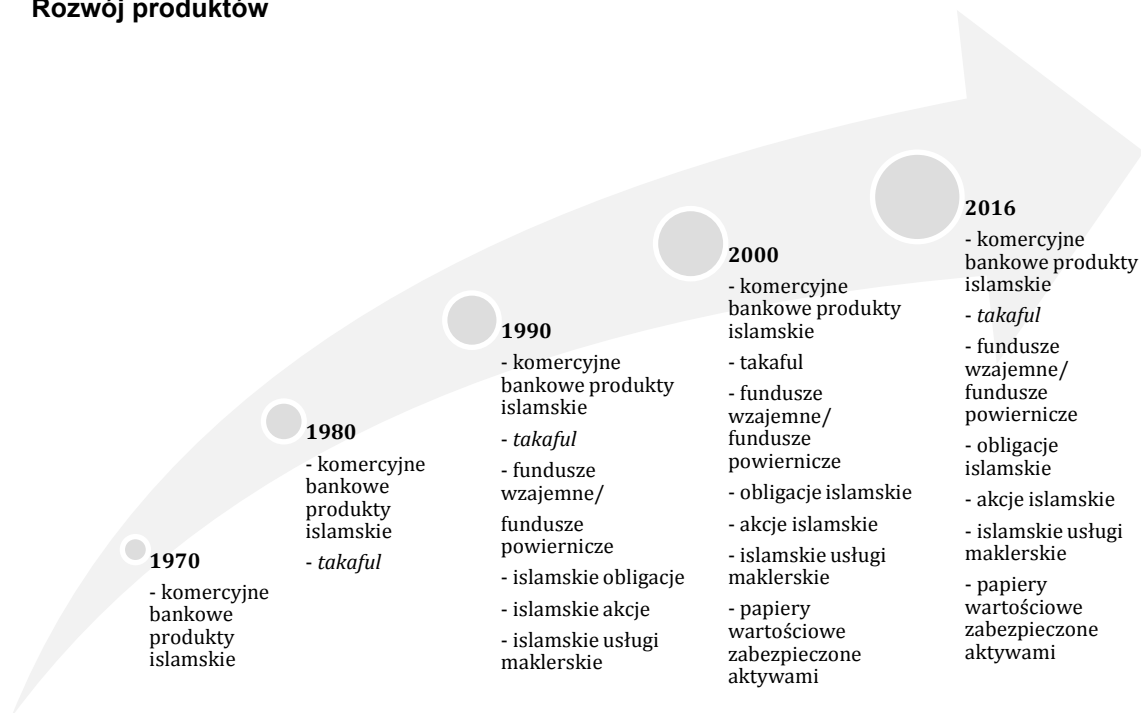 Rozwój produktów
1970
- komercyjne
bankowe
produkty
islamskie
1980
- komercyjne
bankowe
produkty
islamskie
- takaful
1990
- komercyjne
bankowe produkty
islamskie
- takaful
- fundusze
wzajemne/
fundusze
powiernicze
- islamskie obligacje
- islamskie akcje
- islamskie usługi
maklerskie
2000
- komercyjne
bankowe produkty
islamskie
- takaful
- fundusze
wzajemne/
fundusze
powiernicze
- obligacje islamskie
- akcje islamskie
- islamskie usługi
maklerskie
- papiery
wartościowe
zabezpieczone
aktywami
2016
- komercyjne
bankowe produkty
islamskie
- takaful
- fundusze
wzajemne/
fundusze
powiernicze
- obligacje
islamskie
- akcje islamskie
- islamskie usługi
maklerskie
- papiery
wartościowe
zabezpieczone
aktywami